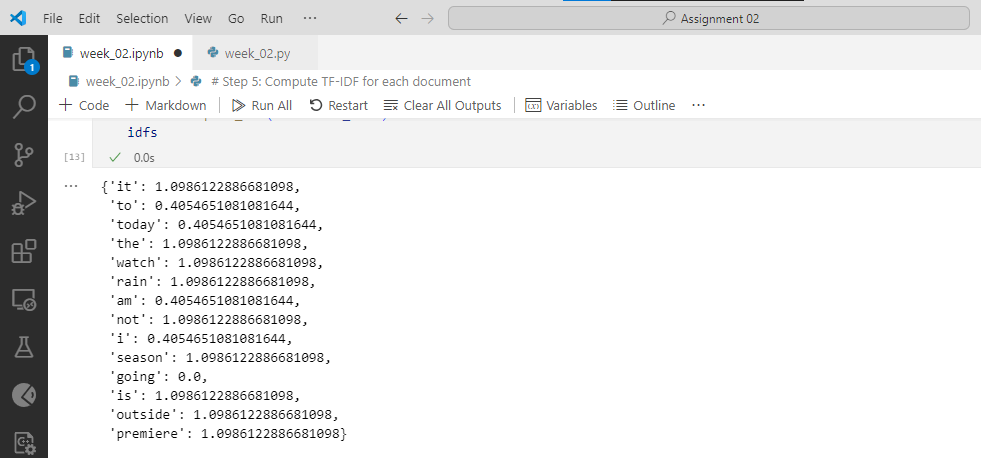 File Edit Selection View Go Run ··· ← → Assignment 02
week_02.ipynb ● week_02.py
week_02.ipynb > # Step 5: Compute TF-IDF for each document
+ Code + Markdown Run All Restart Clear All Outputs Variables Outline ···
idfs
[13] ✓ 0.0s
··· {'it': 1.0986122886681098,
'to': 0.4054651081081644,
'today': 0.4054651081081644,
'the': 1.0986122886681098,
'watch': 1.0986122886681098,
'rain': 1.0986122886681098,
'am': 0.4054651081081644,
'not': 1.0986122886681098,
'i': 0.4054651081081644,
'season': 1.0986122886681098,
'going': 0.0,
'is': 1.0986122886681098,
'outside': 1.0986122886681098,
'premiere': 1.0986122886681098}
1